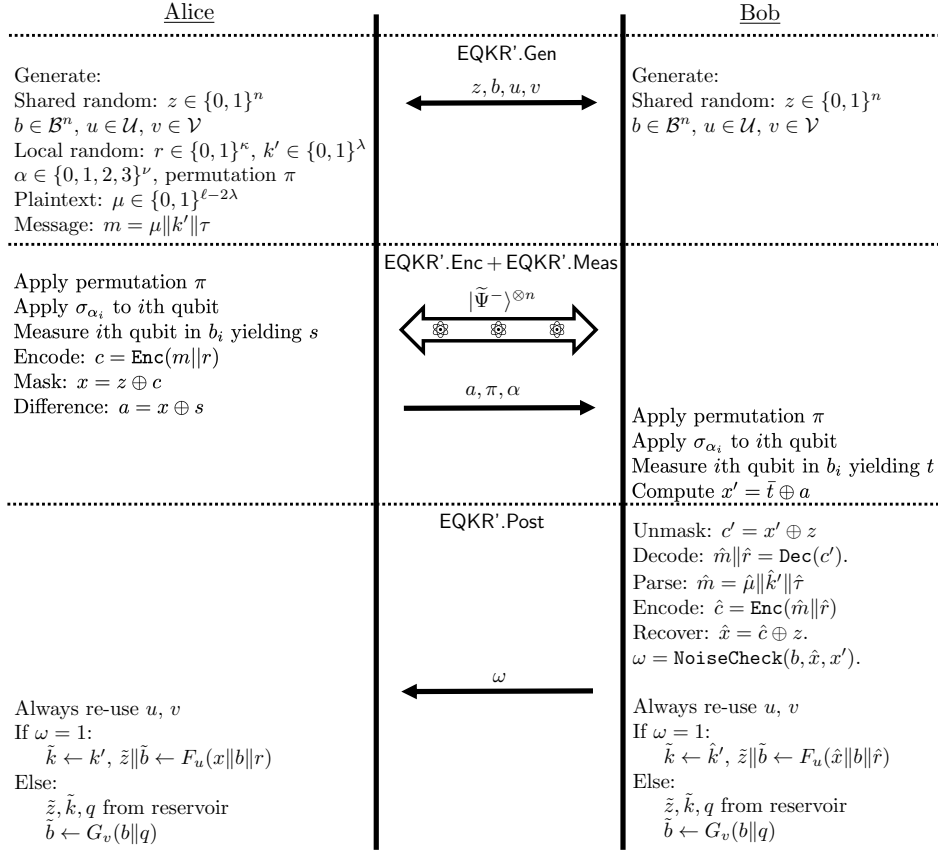 Alice
Bob
EQKR'.Gen
z, b, u, v
Generate:
Shared random: z ∈ {0, 1}^n
b ∈ 𝓑^n, u ∈ 𝒰, v ∈ 𝒱
Local random: r ∈ {0, 1}^κ, k′ ∈ {0, 1}^λ
α ∈ {0, 1, 2, 3}^ν, permutation π
Plaintext: μ ∈ {0, 1}^{ℓ−2λ}
Message: m = μ‖k′‖τ
Generate:
Shared random: z ∈ {0, 1}^n
b ∈ 𝓑^n, u ∈ 𝒰, v ∈ 𝒱
EQKR'.Enc + EQKR'.Meas
|Ψ̃^−⟩^{⊗n}
Apply permutation π
Apply σ_{α_i} to ith qubit
Measure ith qubit in b_i yielding s
Encode: c = Enc(m||r)
Mask: x = z ⊕ c
Difference: a = x ⊕ s
a, π, α
Apply permutation π
Apply σ_{α_i} to ith qubit
Measure ith qubit in b_i yielding t
Compute x′ = t̄ ⊕ a
EQKR'.Post
Unmask: c′ = x′ ⊕ z
Decode: m̂‖r̂ = Dec(c′).
Parse: m̂ = μ̂‖k̂′‖τ̂
Encode: ĉ = Enc(m̂‖r̂)
Recover: x̂ = ĉ ⊕ z.
ω = NoiseCheck(b, x̂, x′).
ω
Always re-use u, v
If ω = 1:
k̃ ← k′, z̃‖b̃ ← F_u(x‖b‖r)
Else:
z̃, k̃, q from reservoir
b̃ ← G_v(b‖q)
Always re-use u, v
If ω = 1:
k̃ ← k̂′, z̃‖b̃ ← F_u(x̂‖b‖r̂)
Else:
z̃, k̃, q from reservoir
b̃ ← G_v(b‖q)